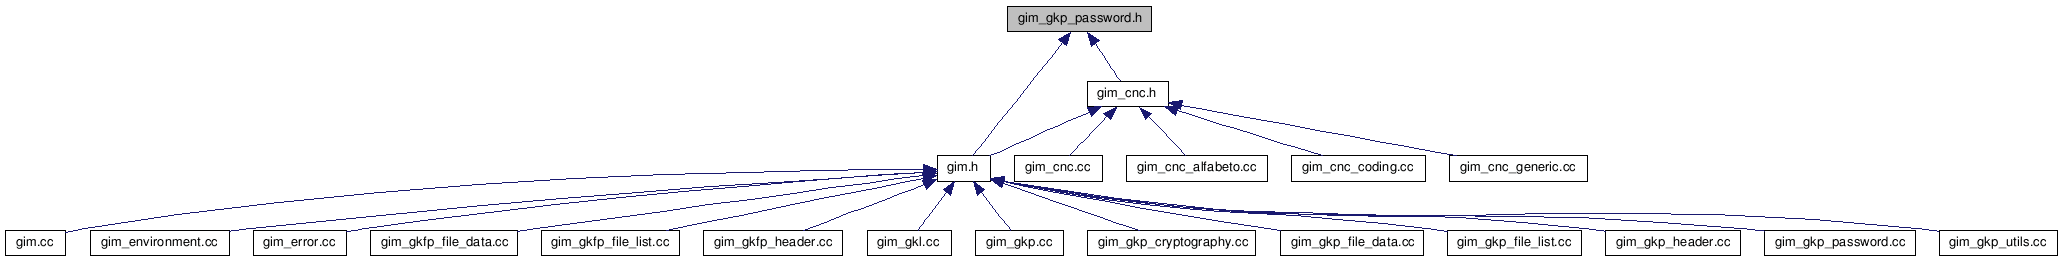 gim_gkp_password.h
gim_cnc.h
gim.h
gim_cnc.cc
gim_cnc_alfabeto.cc
gim_cnc_coding.cc
gim_cnc_generic.cc
gim.cc
gim_environment.cc
gim_error.cc
gim_gkfp_file_data.cc
gim_gkfp_file_list.cc
gim_gkfp_header.cc
gim_gkl.cc
gim_gkp.cc
gim_gkp_cryptography.cc
gim_gkp_file_data.cc
gim_gkp_file_list.cc
gim_gkp_header.cc
gim_gkp_password.cc
gim_gkp_utils.cc